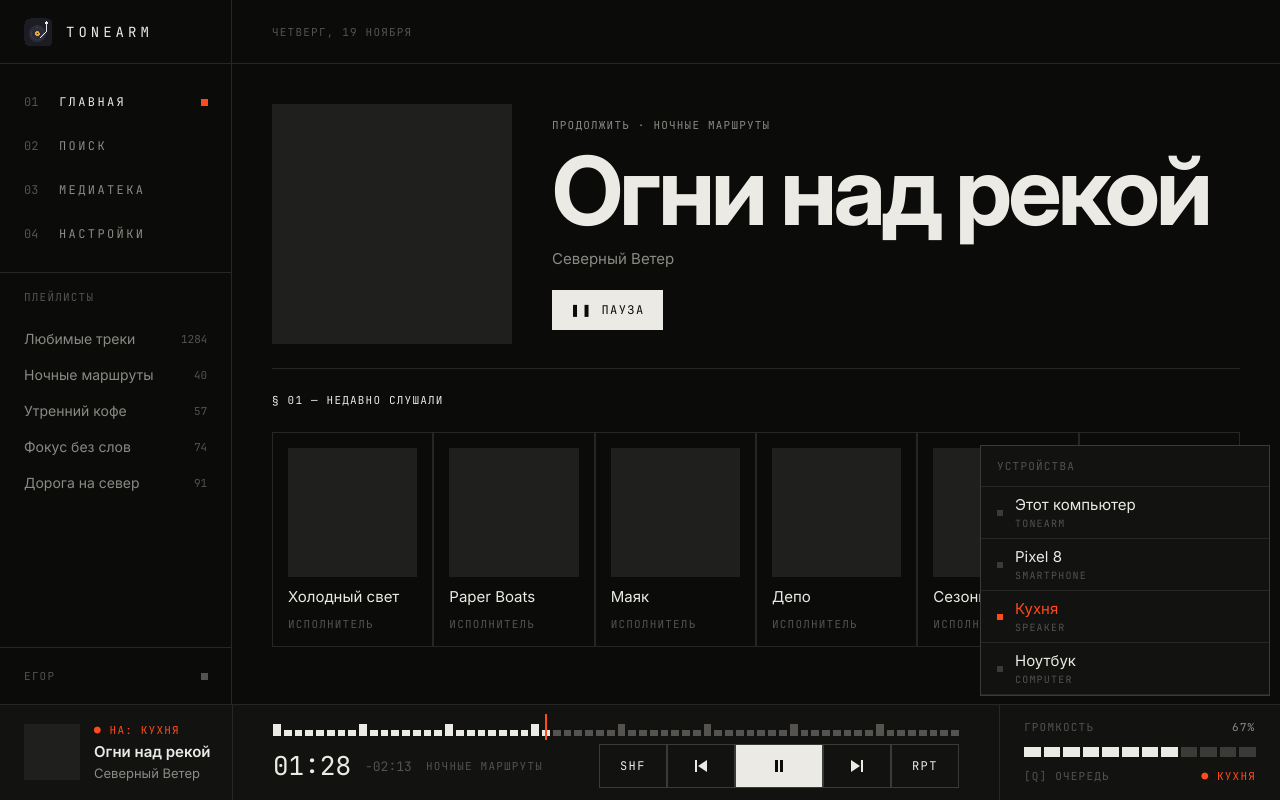 TONEARM
ЧЕТВЕРГ, 19 НОЯБРЯ
01 ГЛАВНАЯ
02 ПОИСК
03 МЕДИАТЕКА
04 НАСТРОЙКИ
ПЛЕЙЛИСТЫ
Любимые треки 1284
Ночные маршруты 40
Утренний кофе 57
Фокус без слов 74
Дорога на север 91
ЕГОР
ПРОДОЛЖИТЬ · НОЧНЫЕ МАРШРУТЫ
Огни над рекой
Северный Ветер
ПАУЗА
§ 01 — НЕДАВНО СЛУШАЛИ
Холодный свет
ИСПОЛНИТЕЛЬ
Paper Boats
ИСПОЛНИТЕЛЬ
Маяк
ИСПОЛНИТЕЛЬ
Депо
ИСПОЛНИТЕЛЬ
УСТРОЙСТВА
Этот компьютер
TONEARM
Pixel 8
SMARTPHONE
Кухня
SPEAKER
Ноутбук
COMPUTER
НА: КУХНЯ
Огни над рекой
Северный Ветер
01:28 -02:13 НОЧНЫЕ МАРШРУТЫ
SHF
RPT
ГРОМКОСТЬ 67%
[Q] ОЧЕРЕДЬ КУХНЯ